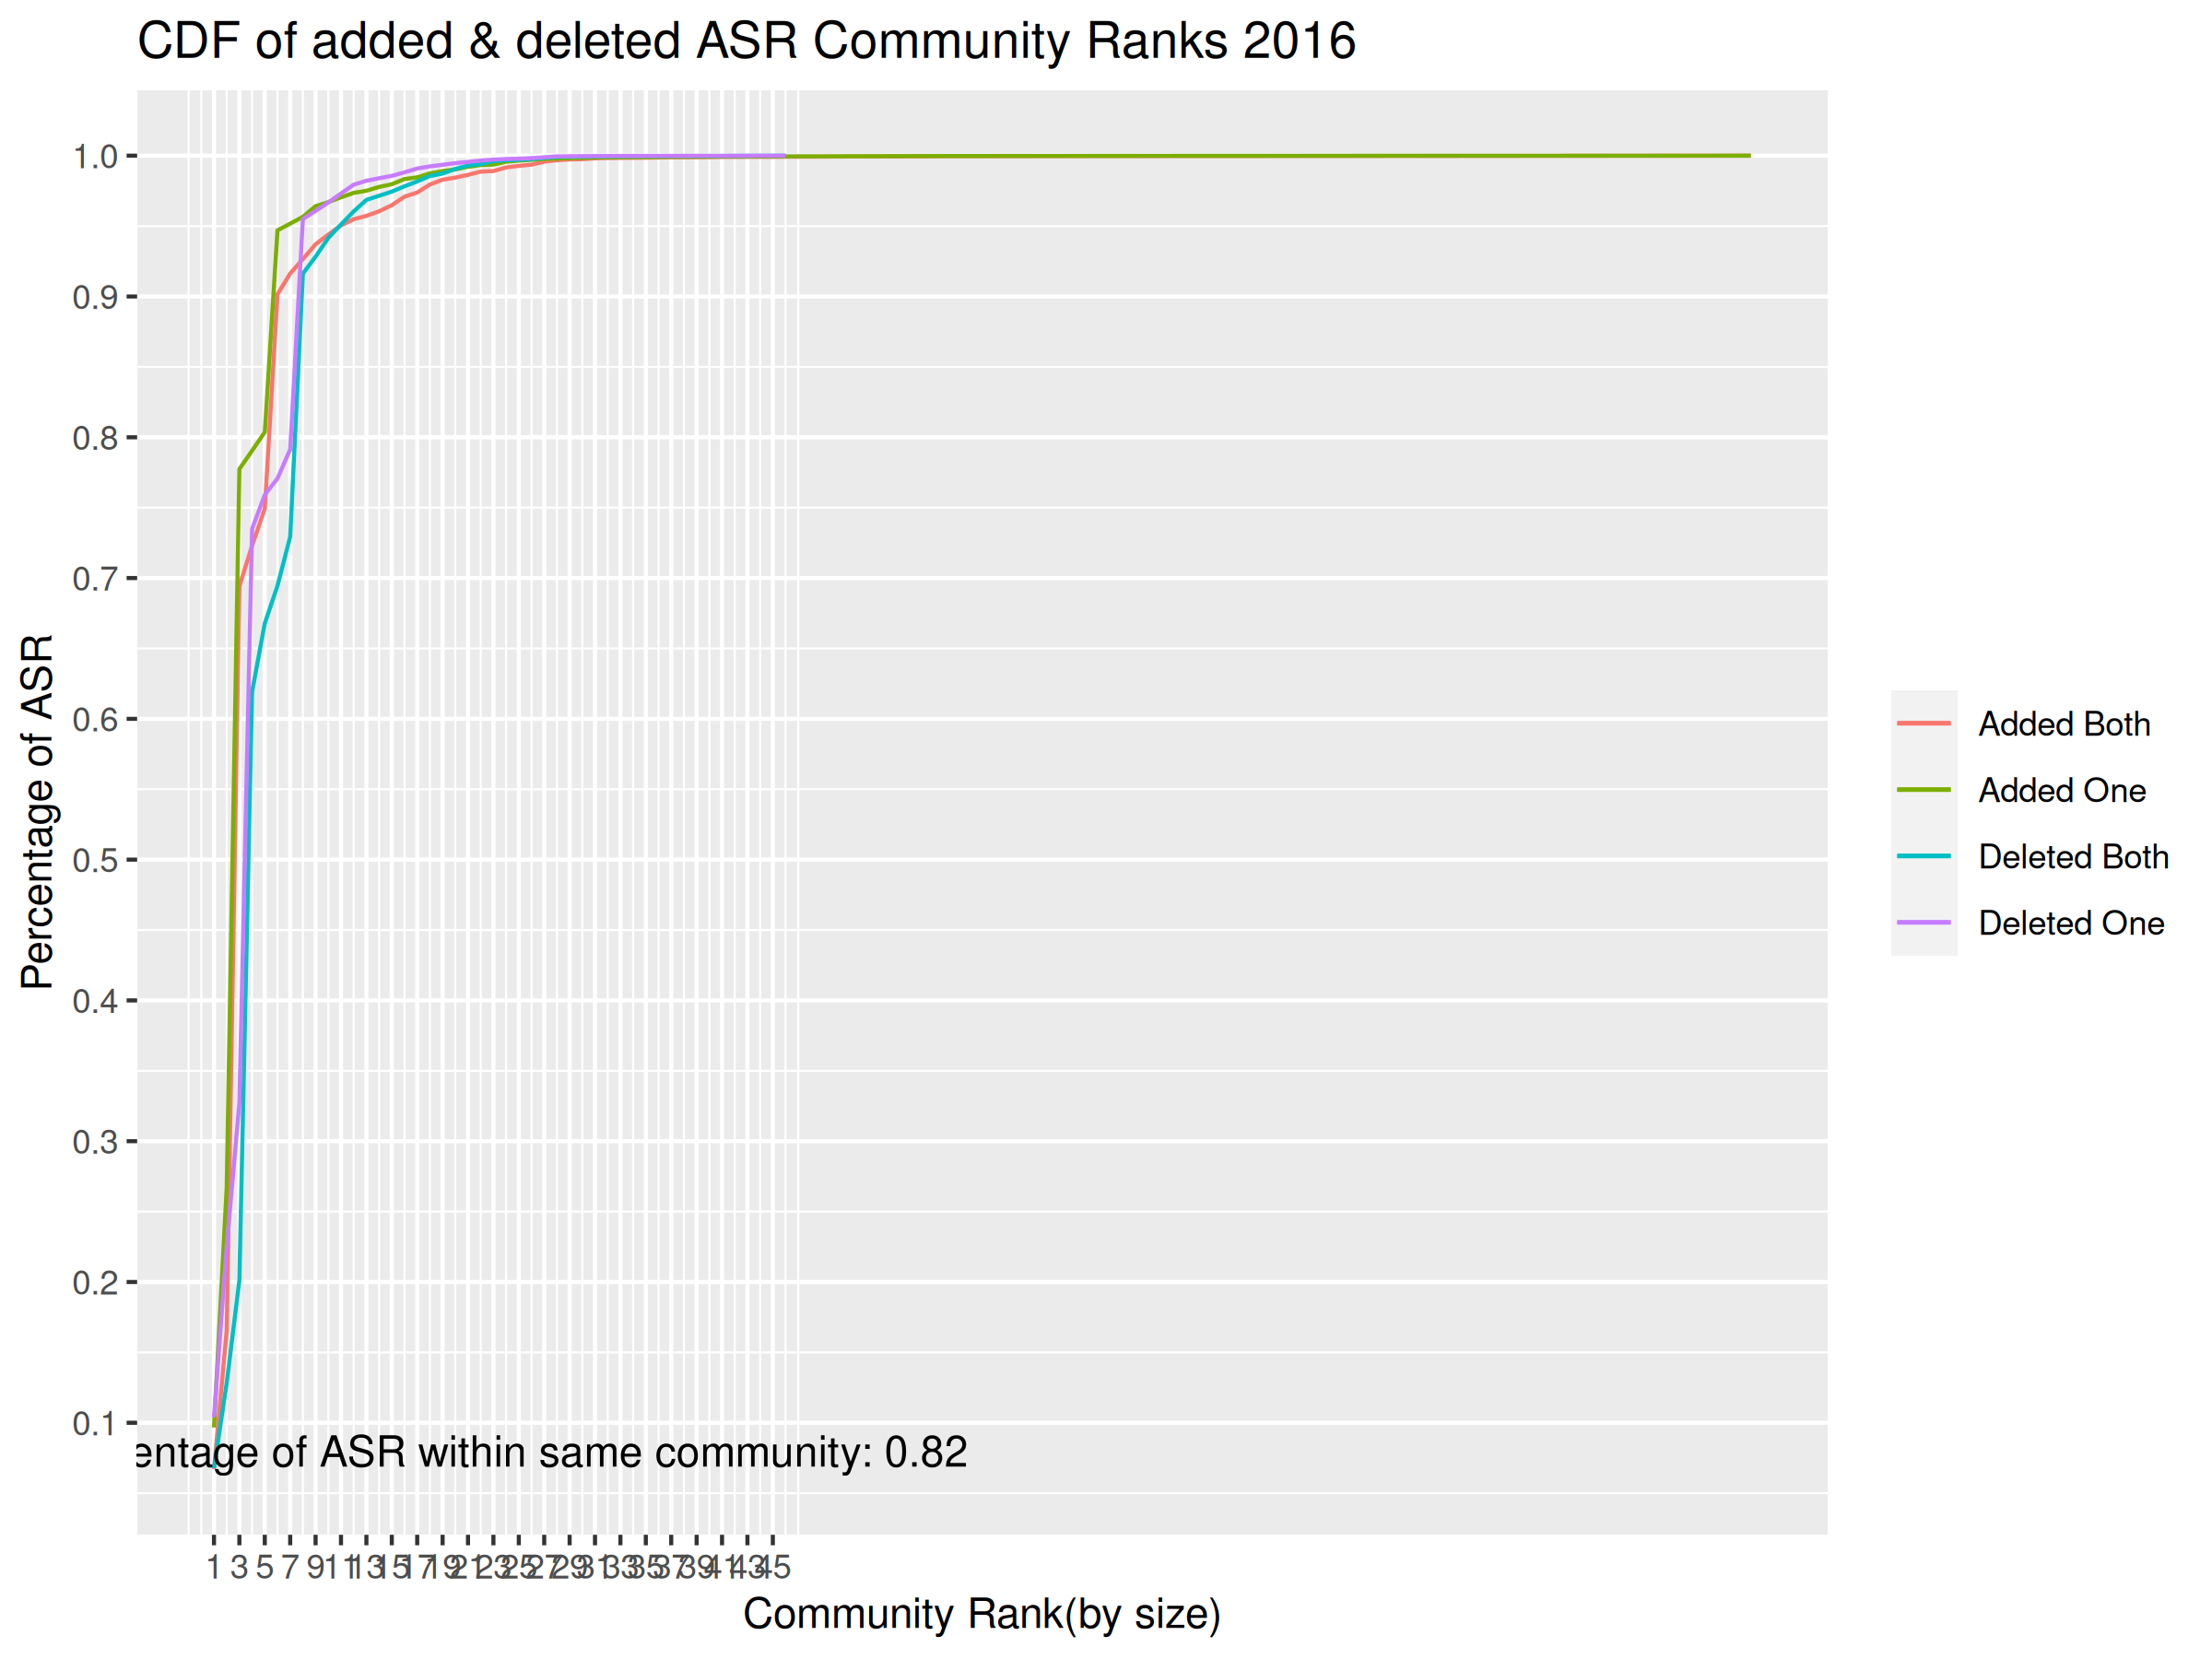 CDF of added & deleted ASR Community Ranks 2016
Percentage of ASR
1.0
0.9
0.8
0.7
0.6
0.5
0.4
0.3
0.2
0.1
entage of ASR within same community: 0.82
1 3 5 7 9 11 13 15 17 19 21 23 25 27 29 31 33 35 37 39 41 43 45
Community Rank(by size)
Added Both
Added One
Deleted Both
Deleted One